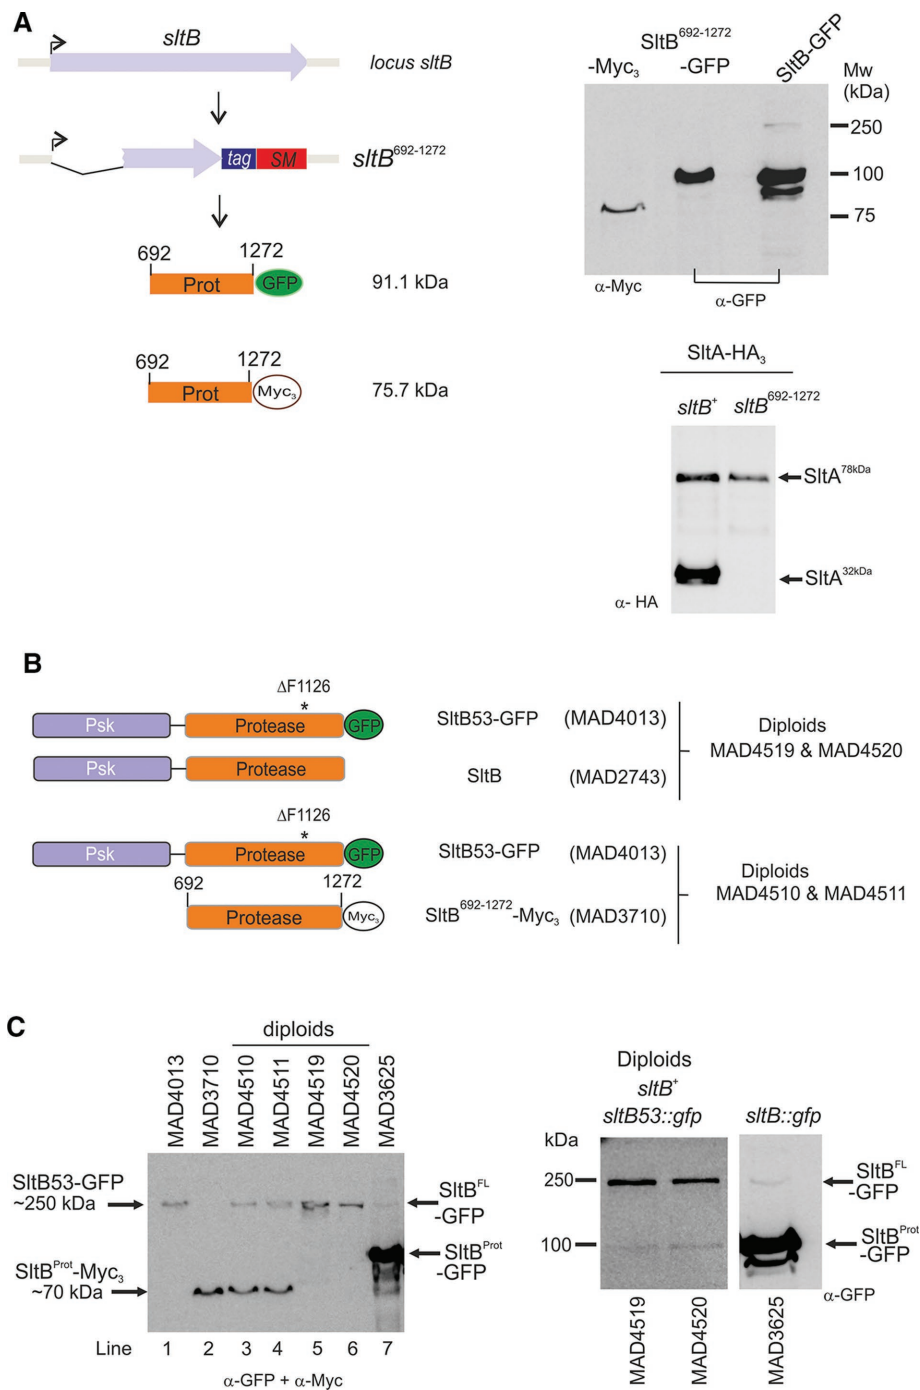 A
sltB
locus sltB
tag SM
sltB692-1272
692 1272
Prot GFP
91.1 kDa
692 1272
Prot Myc3
75.7 kDa
SltB692-1272
-Myc3 -GFP SltB-GFP
Mw
(kDa)
250
100
75
α-Myc
α-GFP
SltA-HA3
sltB+ sltB692-1272
SltA78kDa
SltA32kDa
α- HA
B
ΔF1126
*
Psk Protease GFP
SltB53-GFP (MAD4013)
Psk Protease
SltB (MAD2743)
Diploids
MAD4519 & MAD4520
ΔF1126
*
Psk Protease GFP
SltB53-GFP (MAD4013)
692 1272
Protease Myc3
SltB692-1272-Myc3 (MAD3710)
Diploids
MAD4510 & MAD4511
C
diploids
MAD4013 MAD3710 MAD4510 MAD4511 MAD4519 MAD4520 MAD3625
SltB53-GFP
~250 kDa
SltBProt-Myc3
~70 kDa
SltBFL
-GFP
SltBProt
-GFP
Line 1 2 3 4 5 6 7
α-GFP + α-Myc
Diploids
sltB+
sltB53::gfp sltB::gfp
kDa
250
100
SltBFL
-GFP
SltBProt
-GFP
α-GFP
MAD4519 MAD4520 MAD3625